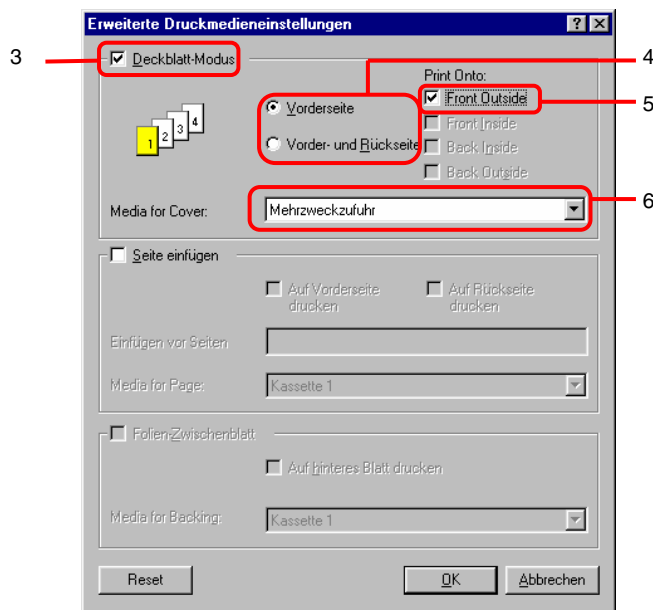 Erweiterte Druckmedieneinstellungen
3
Deckblatt-Modus
4
Print Onto:
Vorderseite
Front Outside
5
Front Inside
Vorder- und Rückseite
Back Inside
Back Outside
1 2 3 4
Media for Cover:
Mehrzweckzufuhr
6
Seite einfügen
Auf Vorderseite
drucken
Auf Rückseite
drucken
Einfügen vor Seiten
Media for Page:
Kassette 1
Folien-Zwischenblatt
Auf hinteres Blatt drucken
Media for Backing:
Kassette 1
Reset
OK
Abbrechen